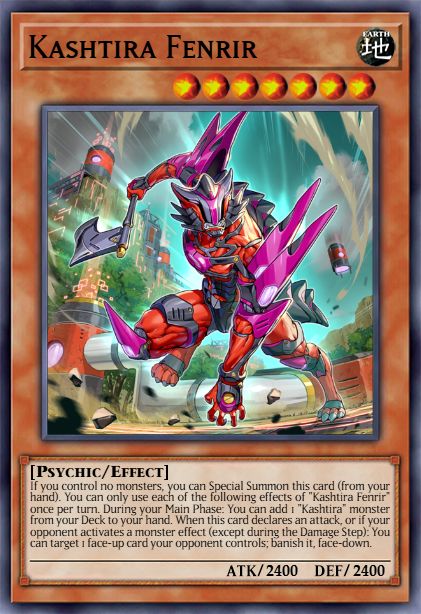 Kashtira Fenrir
EARTH
地
[Psychic/Effect]
If you control no monsters, you can Special Summon this card (from your
hand). You can only use each of the following effects of "Kashtira Fenrir"
once per turn. During your Main Phase: You can add 1 "Kashtira" monster
from your Deck to your hand. When this card declares an attack, or if your
opponent activates a monster effect (except during the Damage Step): You
can target 1 face-up card your opponent controls; banish it, face-down.
ATK/2400 DEF/2400